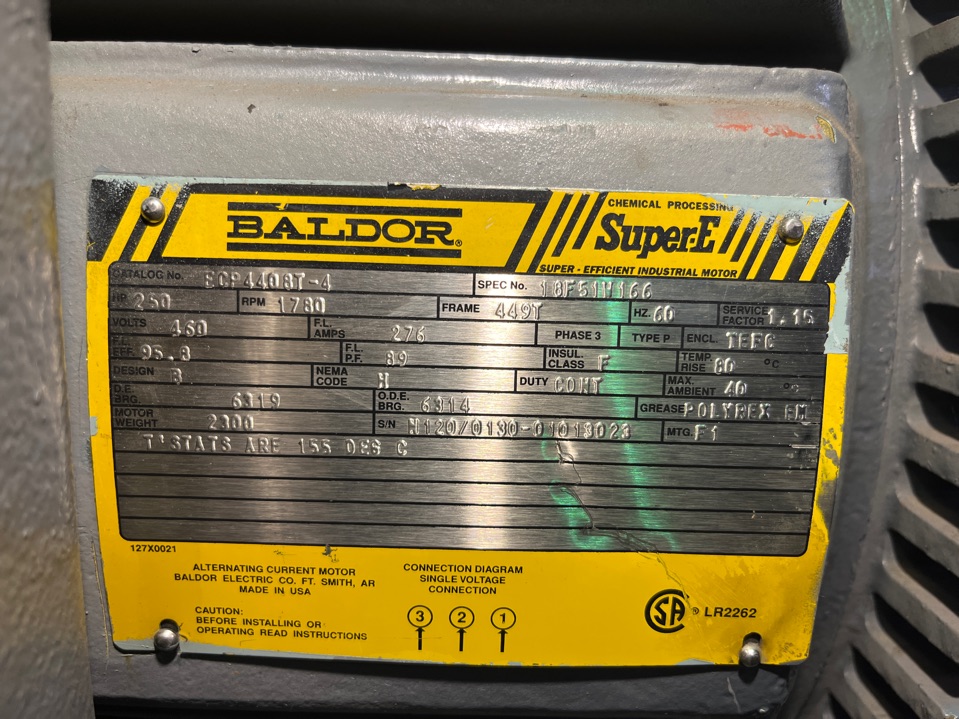 BALDOR®
CHEMICAL PROCESSING
Super-E
SUPER - EFFICIENT INDUSTRIAL MOTOR
CATALOG No. ECP4408T-4 SPEC No. 18F51W166
HP 250 RPM 1780 FRAME 449T HZ. 60 SERVICE FACTOR 1.15
VOLTS 460 F.L. AMPS 276 PHASE 3 TYPE P ENCL. TEFC
F.L. EFF. 95.8 F.L. P.F. 89 INSUL. CLASS F TEMP. RISE 80 °C
DESIGN B NEMA CODE H DUTY CONT MAX. AMBIENT 40 °C
D.E. BRG. 6319 O.D.E. BRG. 6314 GREASE POLYREX EM
MOTOR WEIGHT 2300 S/N MTG. F1
T'STATS ARE 155 DEG C
127X0021
ALTERNATING CURRENT MOTOR
BALDOR ELECTRIC CO. FT. SMITH, AR
MADE IN USA
CAUTION:
BEFORE INSTALLING OR
OPERATING READ INSTRUCTIONS
CONNECTION DIAGRAM
SINGLE VOLTAGE
CONNECTION
3 2 1
SA ® LR2262